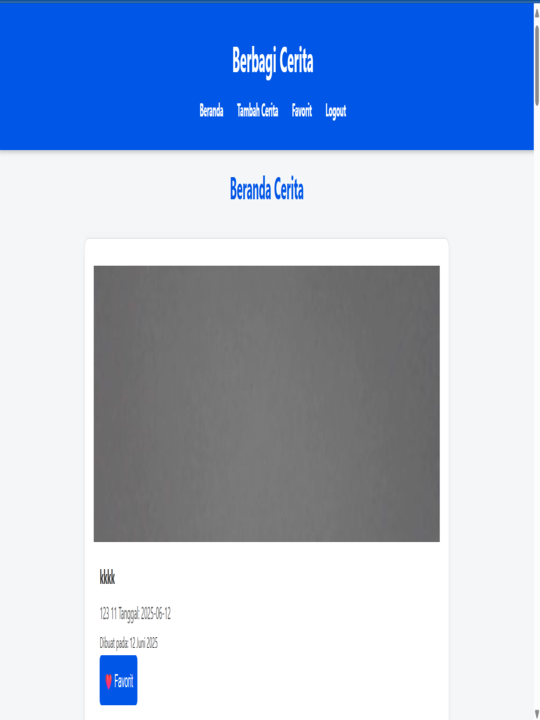 Berbagi Cerita
Beranda Tambah Cerita Favorit Logout
Beranda Cerita
kkkk
123 11 Tanggal: 2025-06-12
Dibuat pada: 12 Juni 2025
Favorit